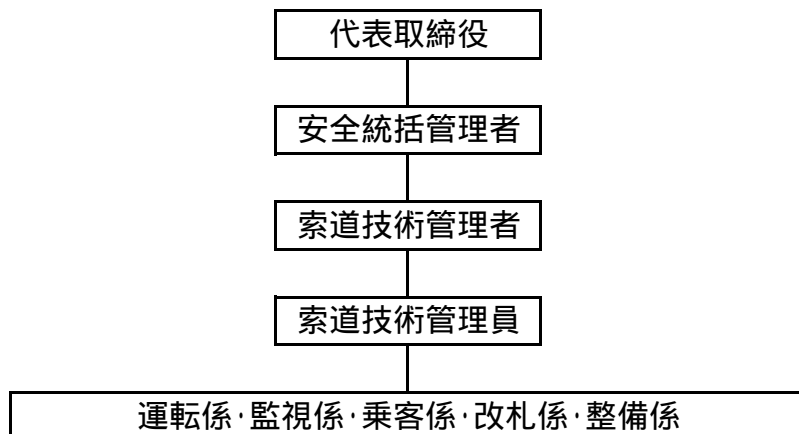 代表取締役
安全統括管理者
索道技術管理者
索道技術管理員
運転係・監視係・乗客係・改札係・整備係